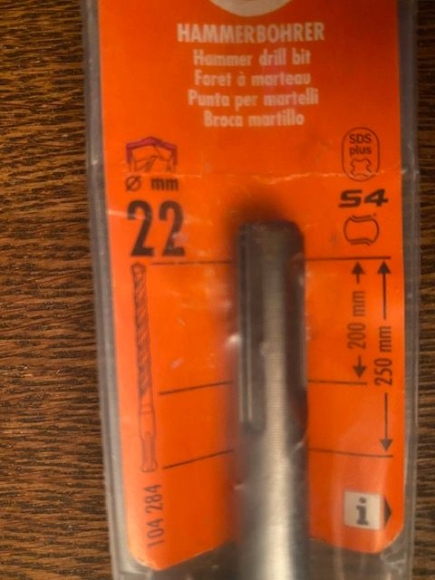 HAMMERBOHRER
Hammer drill bit
Foret à marteau
Punta per martelli
Broca martillo
SDS
plus
S4
Ø mm
22
200 mm
250 mm
104 284
i